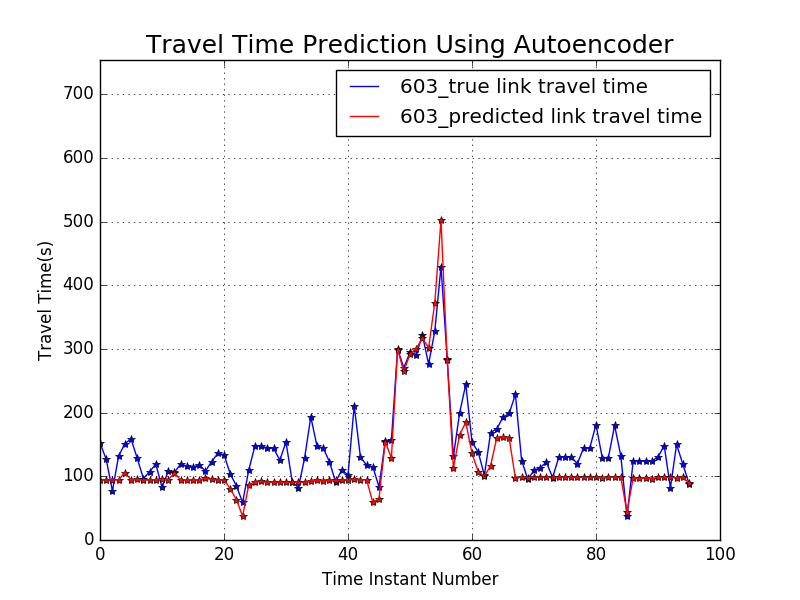 Travel Time Prediction Using Autoencoder
603_true link travel time
603_predicted link travel time
Travel Time(s)
700
600
500
400
300
200
100
0
0 20 40 60 80 100
Time Instant Number